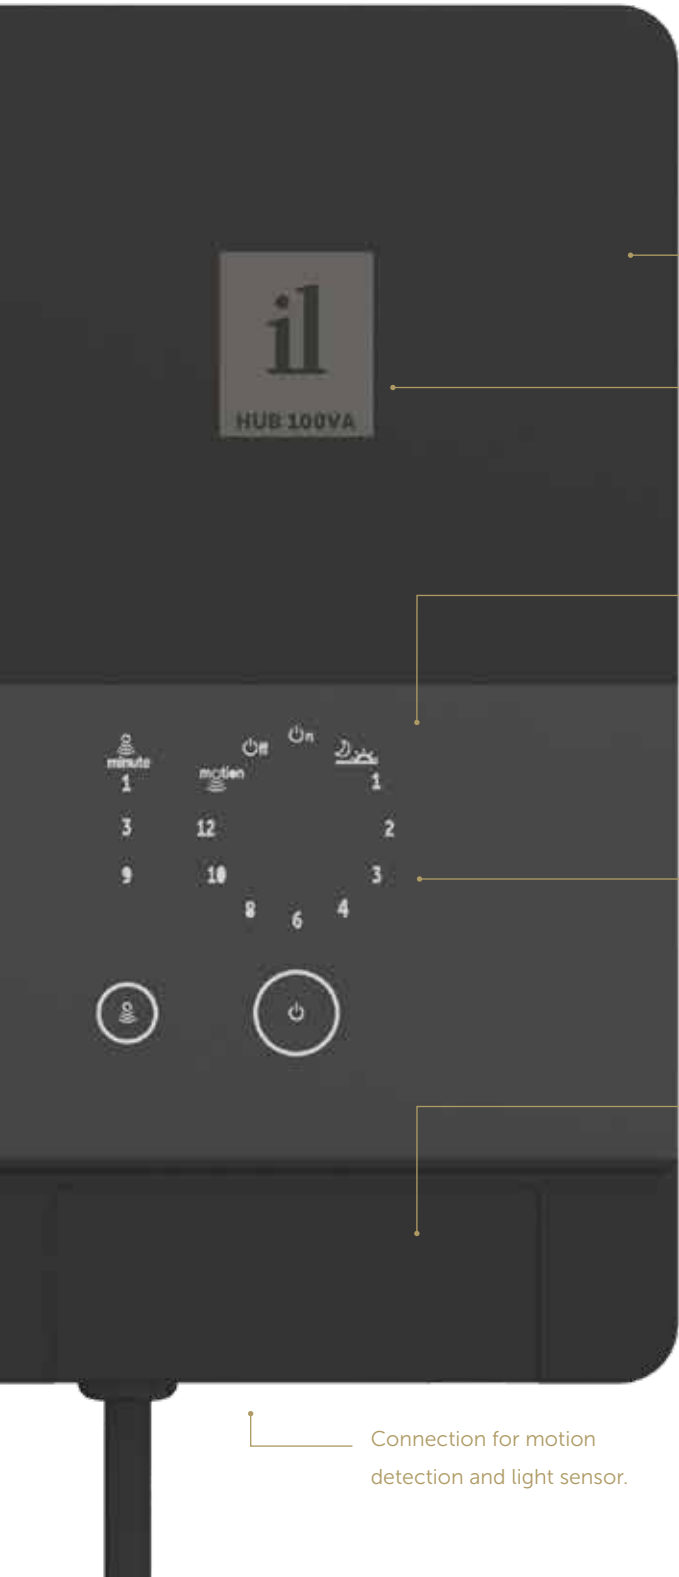 il
HUB 100VA
On
Off
minute
motion
1
1
3
12
2
9
10
3
8
4
6
Connection for motion
detection and light sensor.